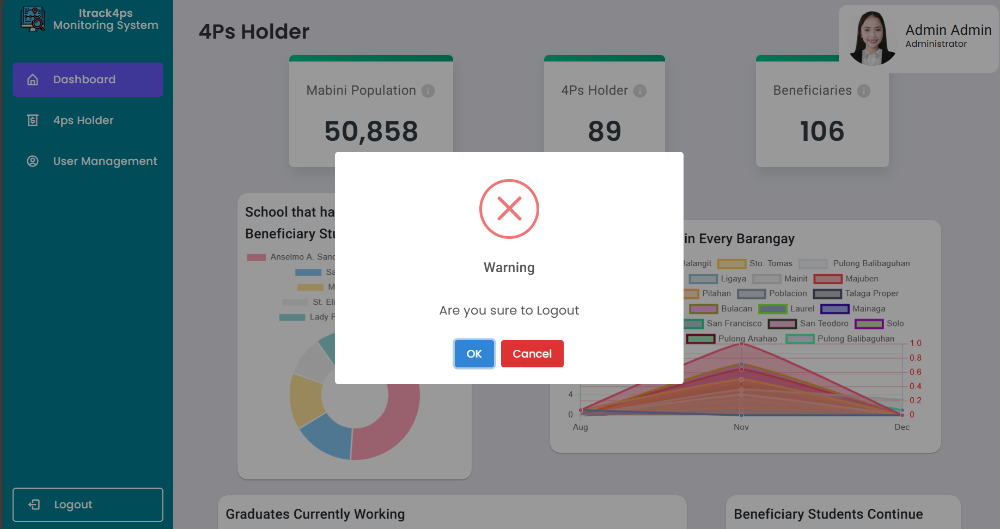 Itrack4ps
Monitoring System
Dashboard
4ps Holder
User Management
Logout
4Ps Holder
Admin Admin
Administrator
Mabini Population
50,858
4Ps Holder
89
Beneficiaries
106
School that ha
Beneficiary Stu
Anselmo A. Sanc
Sa
M
St. Eli
Lady F
Warning
Are you sure to Logout
OK
Cancel
in Every Barangay
Balangit Sto. Tomas Pulong Balibaguhan
Ligaya Mainit Majuben
Pilahan Poblacion Talaga Proper
Bulacan Laurel Mainaga
San Francisco San Teodoro Solo
Pulong Anahao Pulong Balibaguhan
1.0
0.8
0.6
0.4
4
0.2
0
0
Aug Nov Dec
Graduates Currently Working
Beneficiary Students Continue